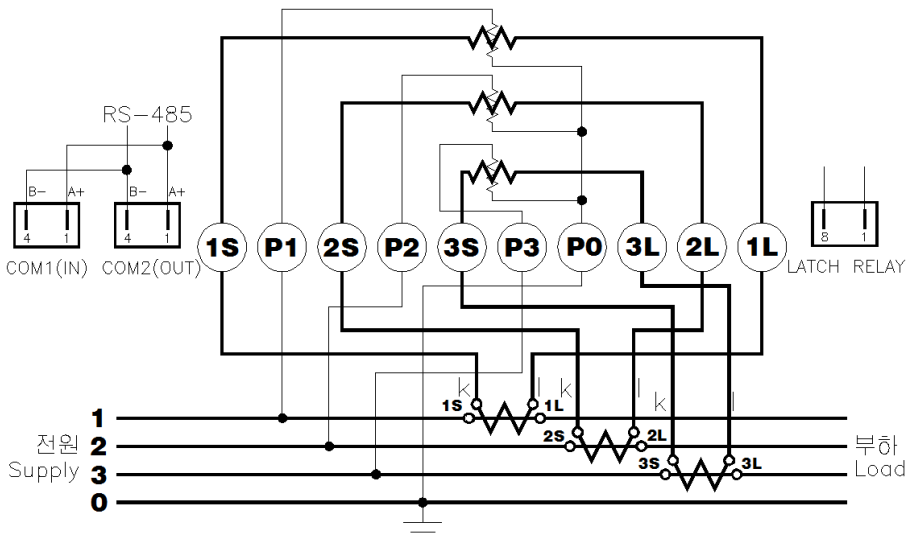 RS-485
B- A+ B- A+
4 1 4 1 8 1
1S P1 2S P2 3S P3 P0 3L 2L 1L
COM1(IN) COM2(OUT) LATCH RELAY
k l k l k l
1S 1L
1
2S 2L
전원 2 부하
3S 3L
Supply 3 Load
0